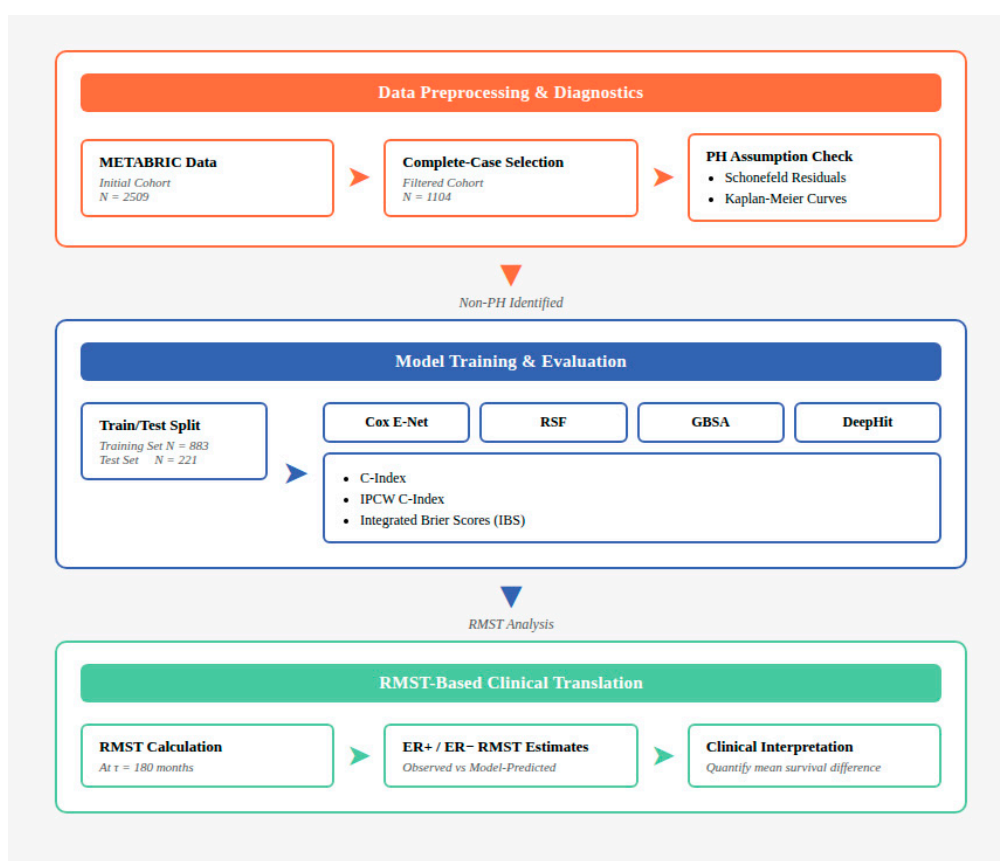 Data Preprocessing & Diagnostics
METABRIC Data
Initial Cohort
N = 2509
Complete-Case Selection
Filtered Cohort
N = 1104
PH Assumption Check
• Schonefeld Residuals
• Kaplan-Meier Curves
Non-PH Identified
Model Training & Evaluation
Train/Test Split
Training Set N = 883
Test Set N = 221
Cox E-Net
RSF
GBSA
DeepHit
• C-Index
• IPCW C-Index
• Integrated Brier Scores (IBS)
RMST Analysis
RMST-Based Clinical Translation
RMST Calculation
At τ = 180 months
ER+ / ER− RMST Estimates
Observed vs Model-Predicted
Clinical Interpretation
Quantify mean survival difference